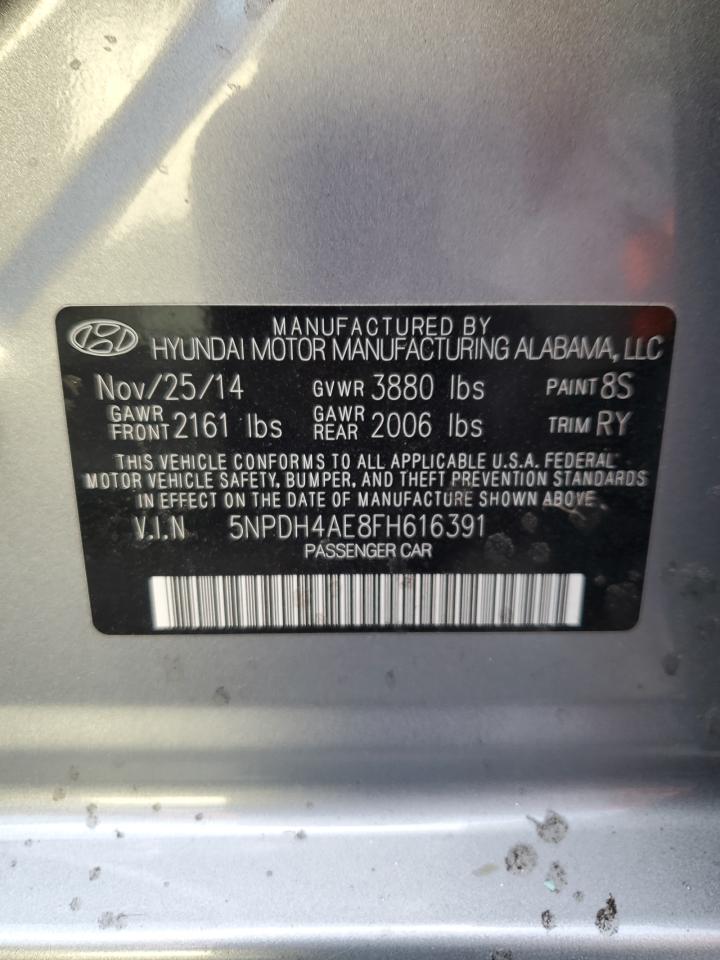 MANUFACTURED BY
HYUNDAI MOTOR MANUFACTURING ALABAMA, LLC
Nov/25/14 GVWR 3880 lbs PAINT 8S
GAWR FRONT 2161 lbs GAWR REAR 2006 lbs TRIM RY
THIS VEHICLE CONFORMS TO ALL APPLICABLE U.S.A. FEDERAL
MOTOR VEHICLE SAFETY, BUMPER, AND THEFT PREVENTION STANDARDS
IN EFFECT ON THE DATE OF MANUFACTURE SHOWN ABOVE
V.I.N 5NPDH4AE8FH616391
PASSENGER CAR